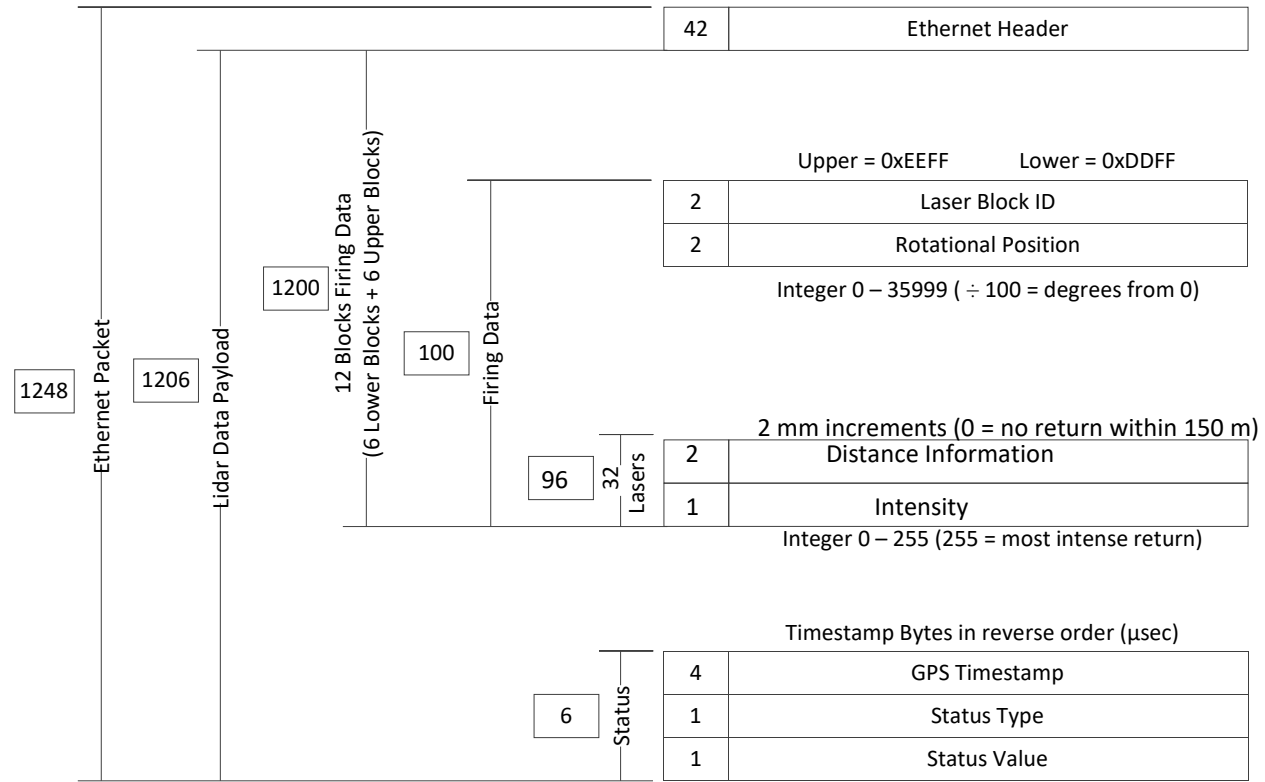 42 Ethernet Header
Upper = 0xEEFF Lower = 0xDDFF
2 Laser Block ID
2 Rotational Position
Integer 0 – 35999 ( ÷ 100 = degrees from 0)
1248
Ethernet Packet
1206
Lidar Data Payload
1200
12 Blocks Firing Data
(6 Lower Blocks + 6 Upper Blocks)
100
Firing Data
2 mm increments (0 = no return within 150 m)
96
32
Lasers
2 Distance Information
1 Intensity
Integer 0 – 255 (255 = most intense return)
Timestamp Bytes in reverse order (µsec)
6
Status
4 GPS Timestamp
1 Status Type
1 Status Value